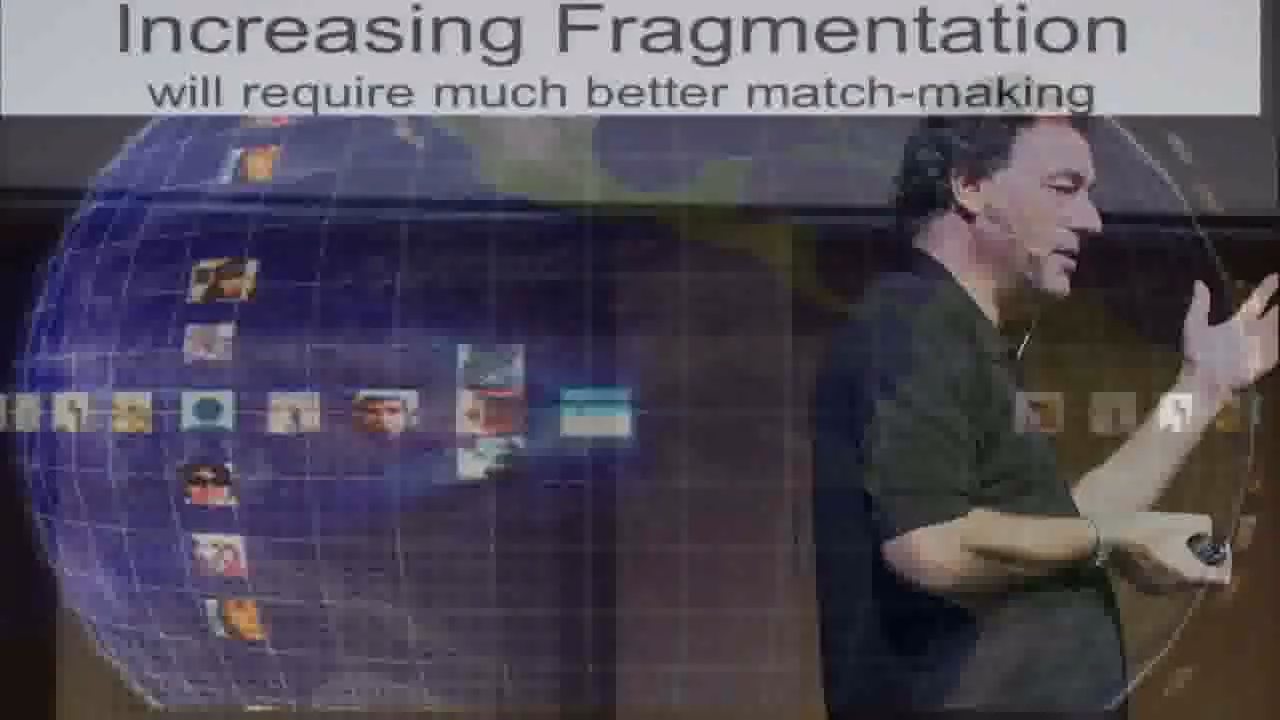 Increasing Fragmentation
will require much better match-making